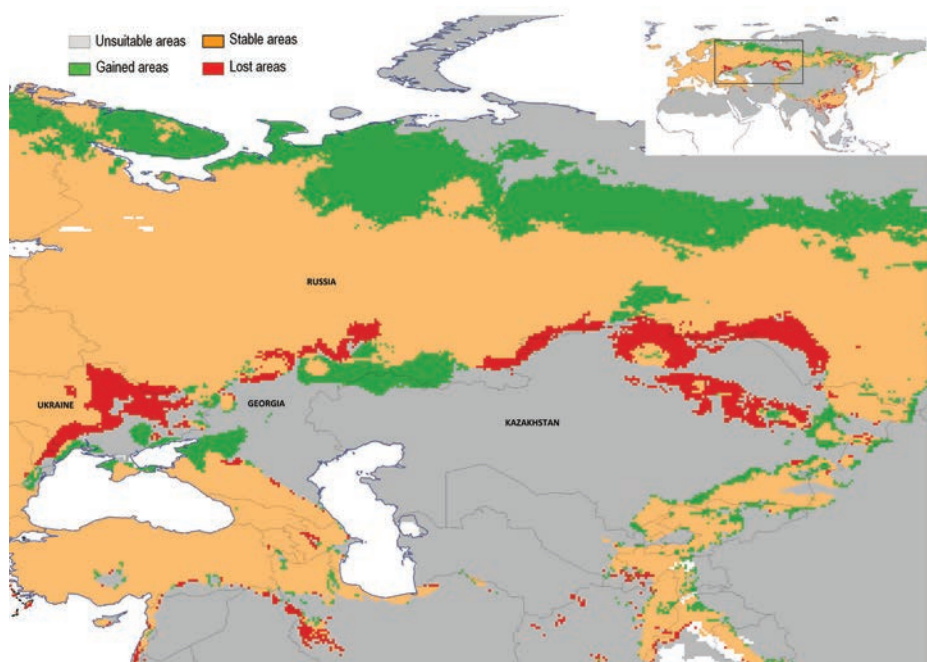 Unsuitable areas
Stable areas
Gained areas
Lost areas
RUSSIA
UKRAINE
GEORGIA
KAZAKHSTAN